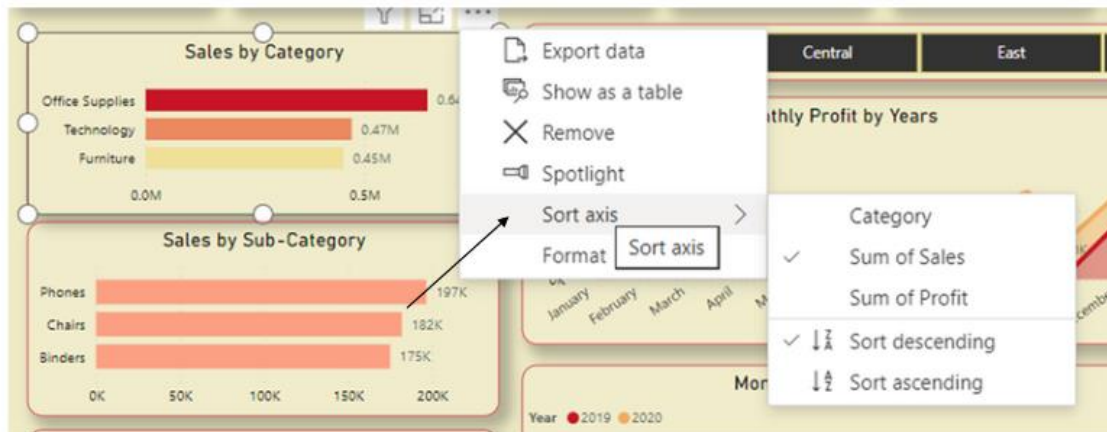 Sales by Category
Office Supplies
0.64
Technology
0.47M
Furniture
0.45M
0.0M
0.5M
Sales by Sub-Category
Phones
197K
Chairs
182K
Binders
175K
0K
50K
100K
150K
200K
Export data
Show as a table
Remove
Spotlight
Sort axis
Format
Sort axis
Category
Sum of Sales
Sum of Profit
Sort descending
Sort ascending
Central
East
Profit by Years
January
February
March
April
Year 2019 2020